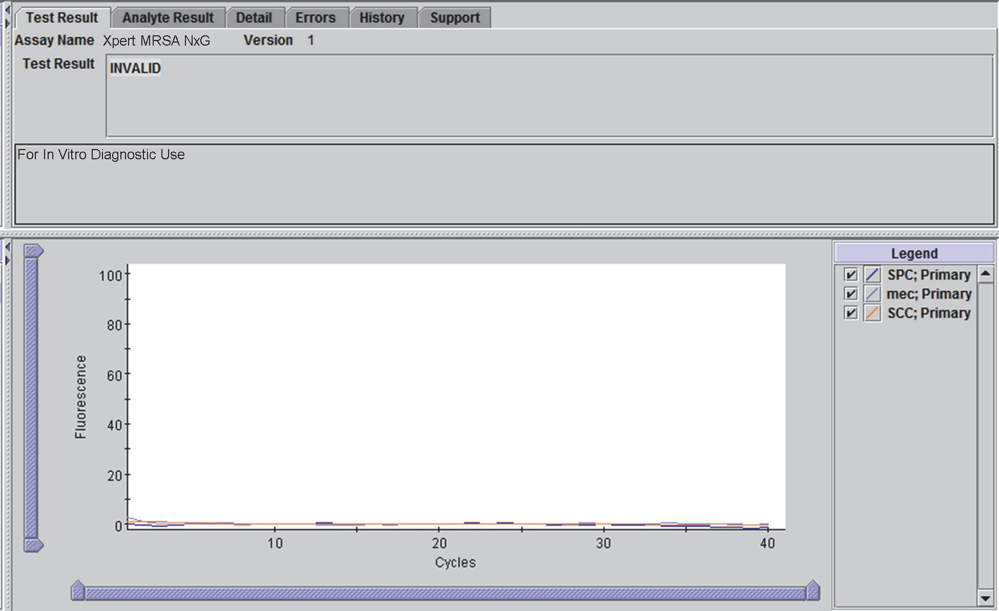 Test Result Analyte Result Detail Errors History Support
Assay Name Xpert MRSA NxG Version 1
Test Result INVALID
For In Vitro Diagnostic Use
Legend
SPC; Primary
mec; Primary
SCC; Primary
100
80
60
40
20
0
Fluorescence
10 20 30 40
Cycles